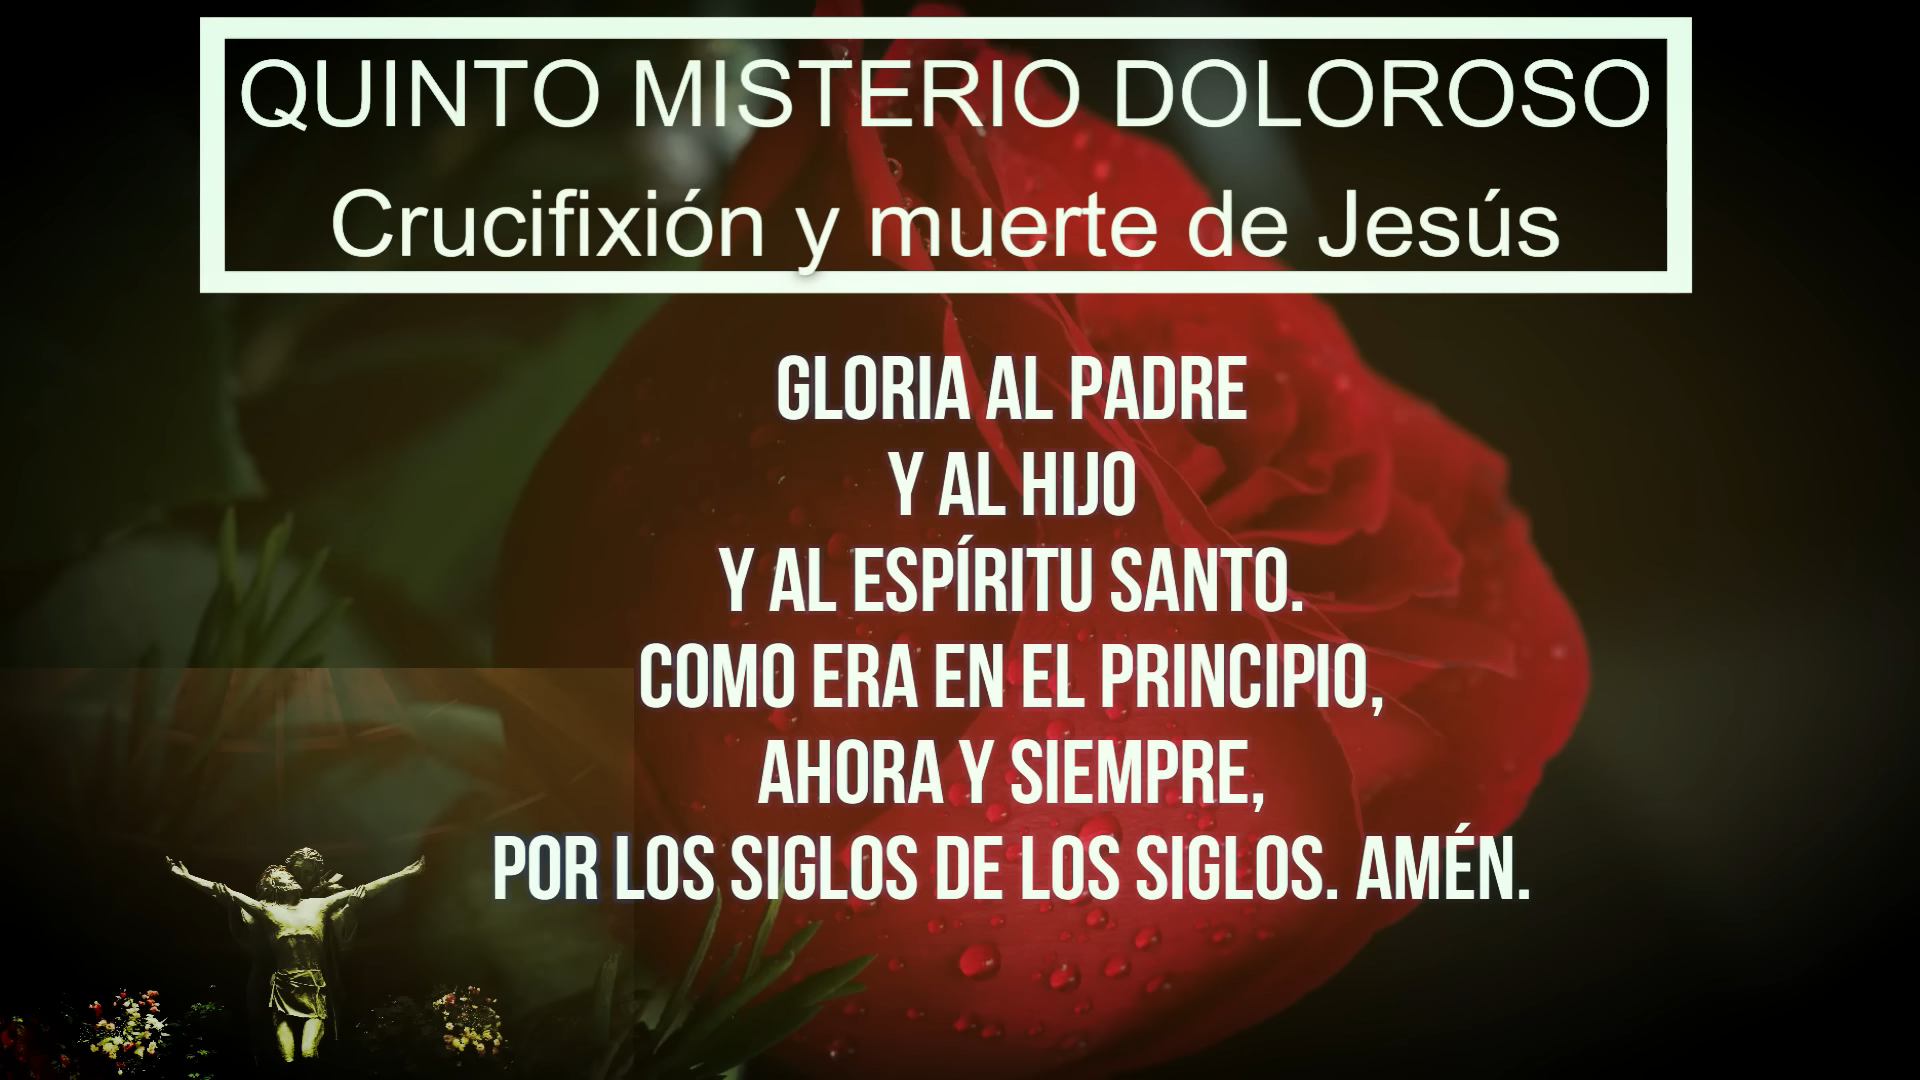 QUINTO MISTERIO DOLOROSO
Crucifixión y muerte de Jesús
GLORIA AL PADRE
Y AL HIJO
Y AL ESPÍRITU SANTO.
COMO ERA EN EL PRINCIPIO,
AHORA Y SIEMPRE,
POR LOS SIGLOS DE LOS SIGLOS. AMÉN.